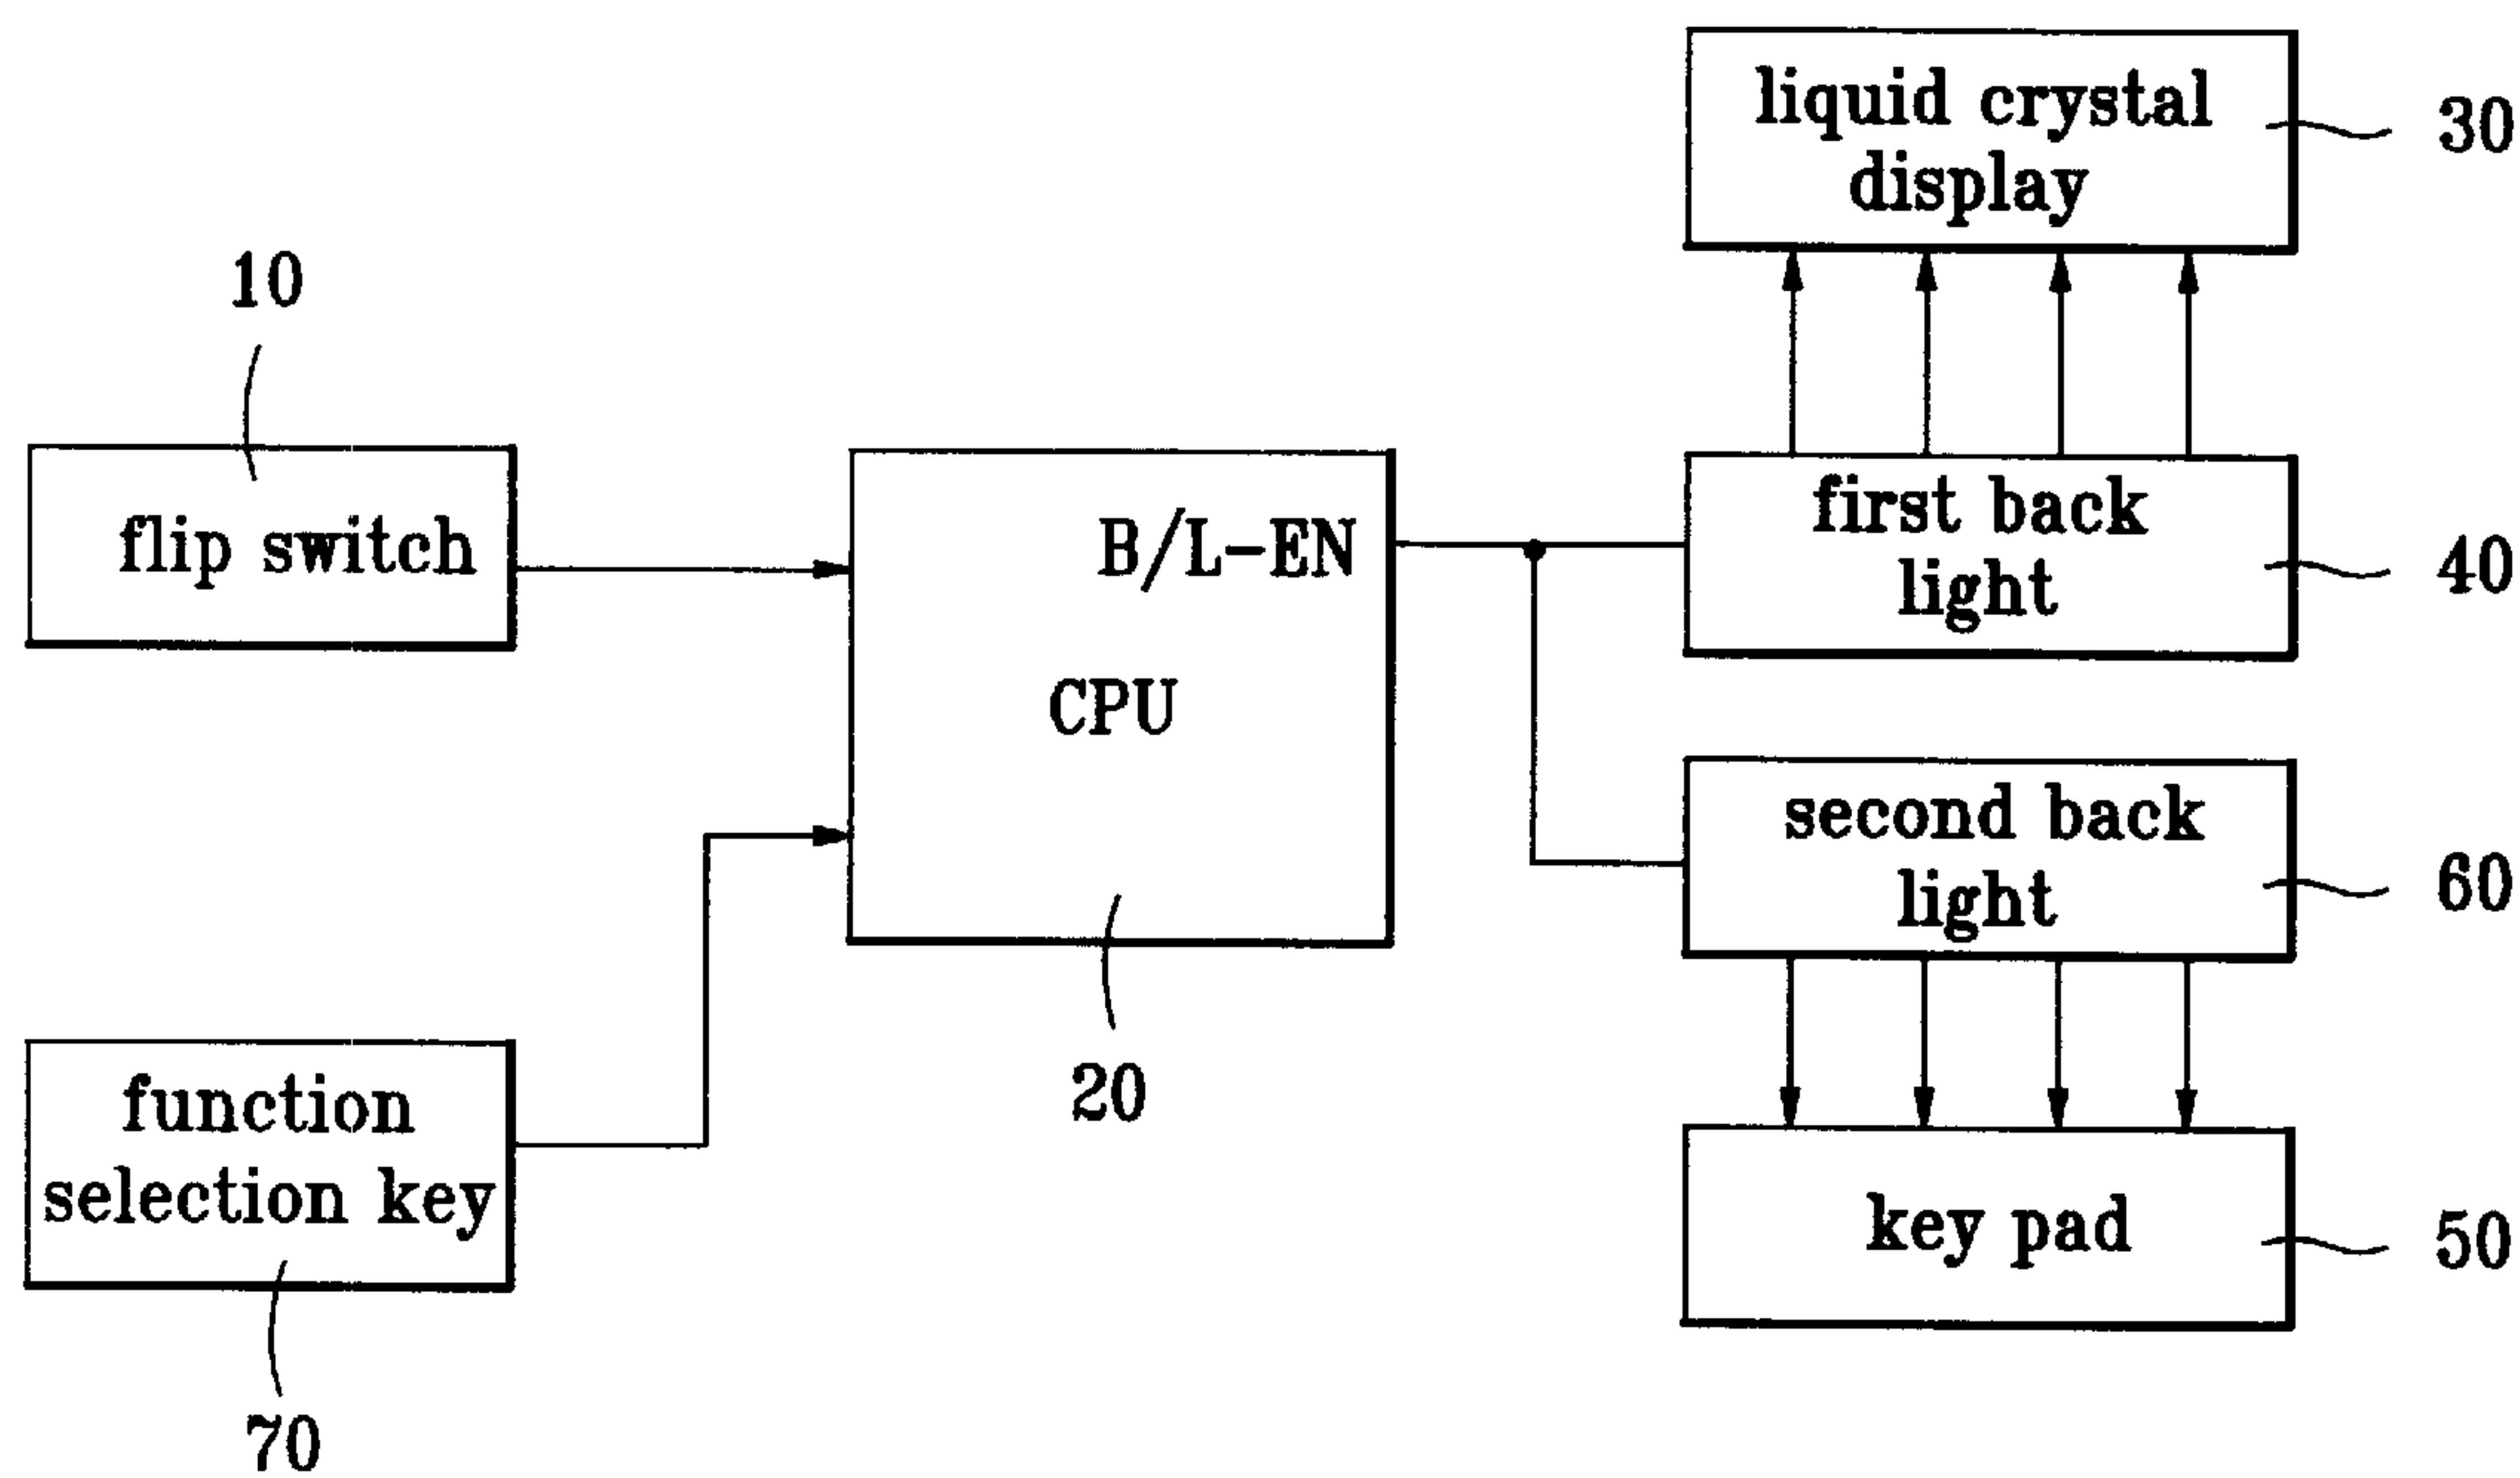 10
flip switch
function
selection key
70
B/L-EN
CPU
20
liquid crystal
display
30
first back
light
40
second back
light
60
key pad
50